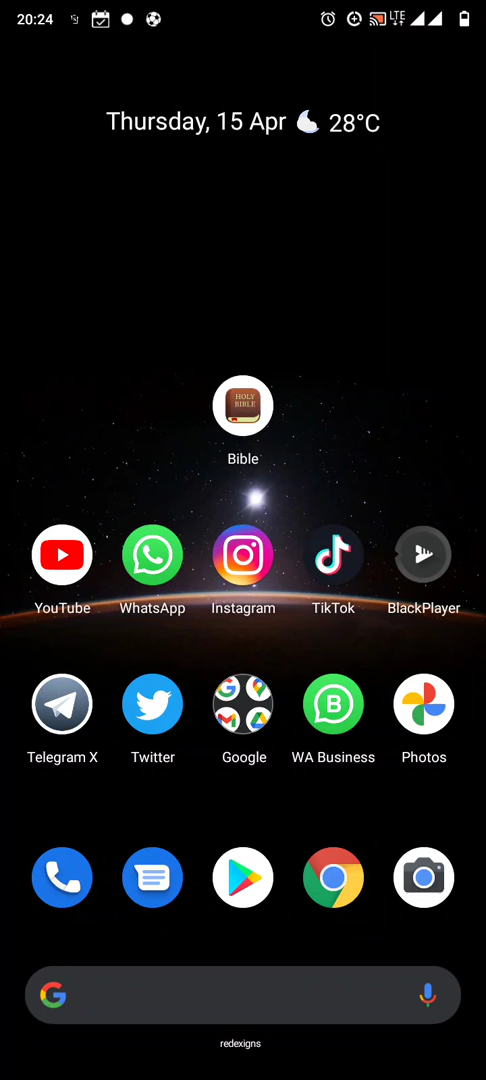 20:24
LTE
Thursday, 15 Apr 28°C
HOLY
BIBLE
Bible
YouTube WhatsApp Instagram TikTok BlackPlayer
B
Telegram X Twitter Google WA Business Photos
redexigns